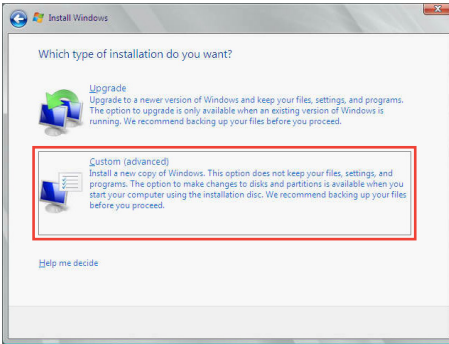 Install Windows
Which type of installation do you want?
Upgrade
Upgrade to a newer version of Windows and keep your files, settings, and programs.
The option to upgrade is only available when an existing version of Windows is
running. We recommend backing up your files before you proceed.
Custom (advanced)
Install a new copy of Windows. This option does not keep your files, settings, and
programs. The option to make changes to disks and partitions is available when you
start your computer using the installation disc. We recommend backing up your files
before you proceed.
Help me decide